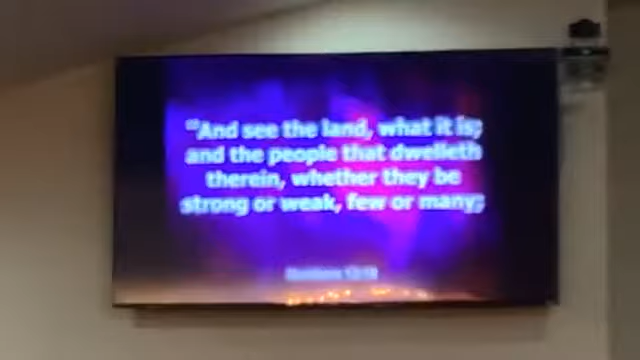 "And see the land, what it is;
and the people that dwelleth
therein, whether they be
strong or weak, few or many;